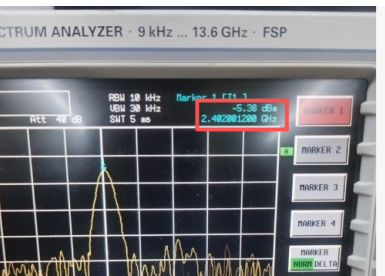 CTRUM ANALYZER · 9 kHz ... 13.6 GHz · FSP
RBW 10 kHz Marker 1 [T1 ]
VBW 30 kHz -5.30 dBm
Att 40 dB SWT 5 ms 2.402001200 GHz
MARKER 1
A
MARKER 2
MARKER 3
MARKER 4
MARKER
NORM DELTA